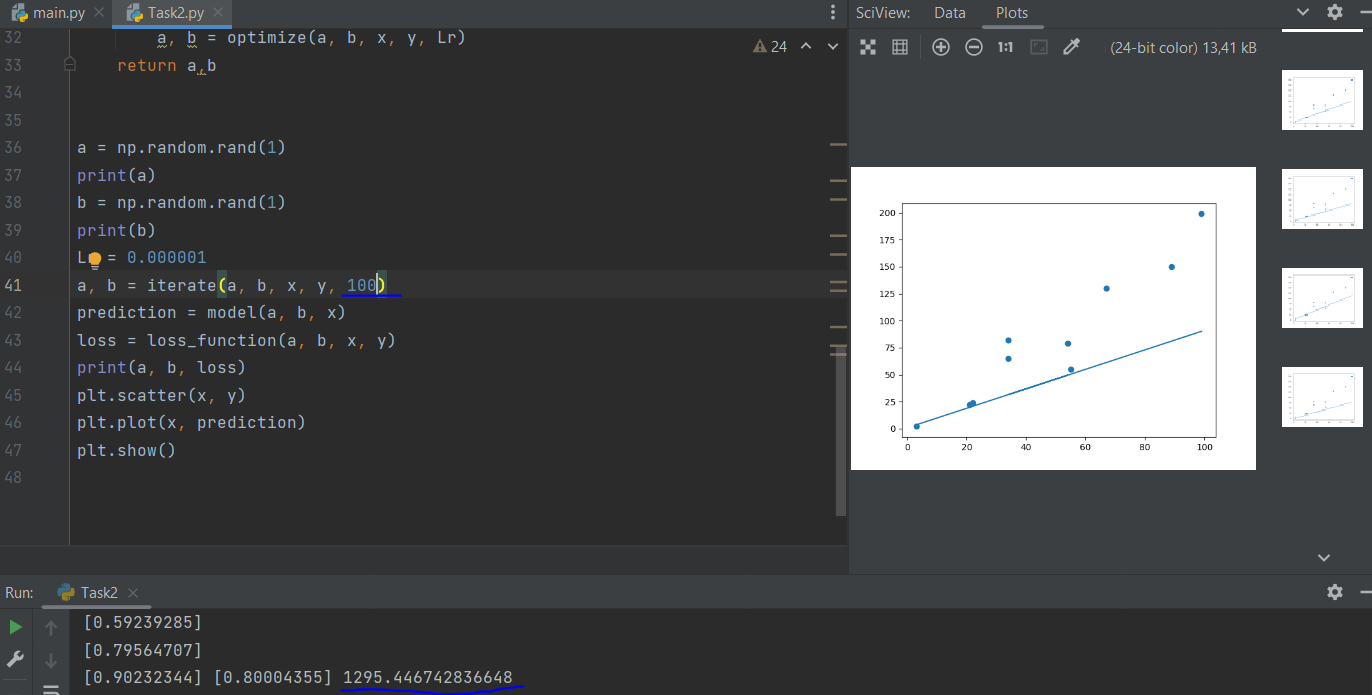 main.py Task2.py
SciView: Data Plots
24
1:1 (24-bit color) 13,41 kB
32 a, b = optimize(a, b, x, y, Lr)
33 return a,b
34
35
36 a = np.random.rand(1)
37 print(a)
38 b = np.random.rand(1)
39 print(b)
40 L = 0.000001
41 a, b = iterate(a, b, x, y, 100)
42 prediction = model(a, b, x)
43 loss = loss_function(a, b, x, y)
44 print(a, b, loss)
45 plt.scatter(x, y)
46 plt.plot(x, prediction)
47 plt.show()
48
200
175
150
125
100
75
50
25
0
0 20 40 60 80 100
Run: Task2
[0.59239285]
[0.79564707]
[0.90232344] [0.80004355] 1295.446742836648